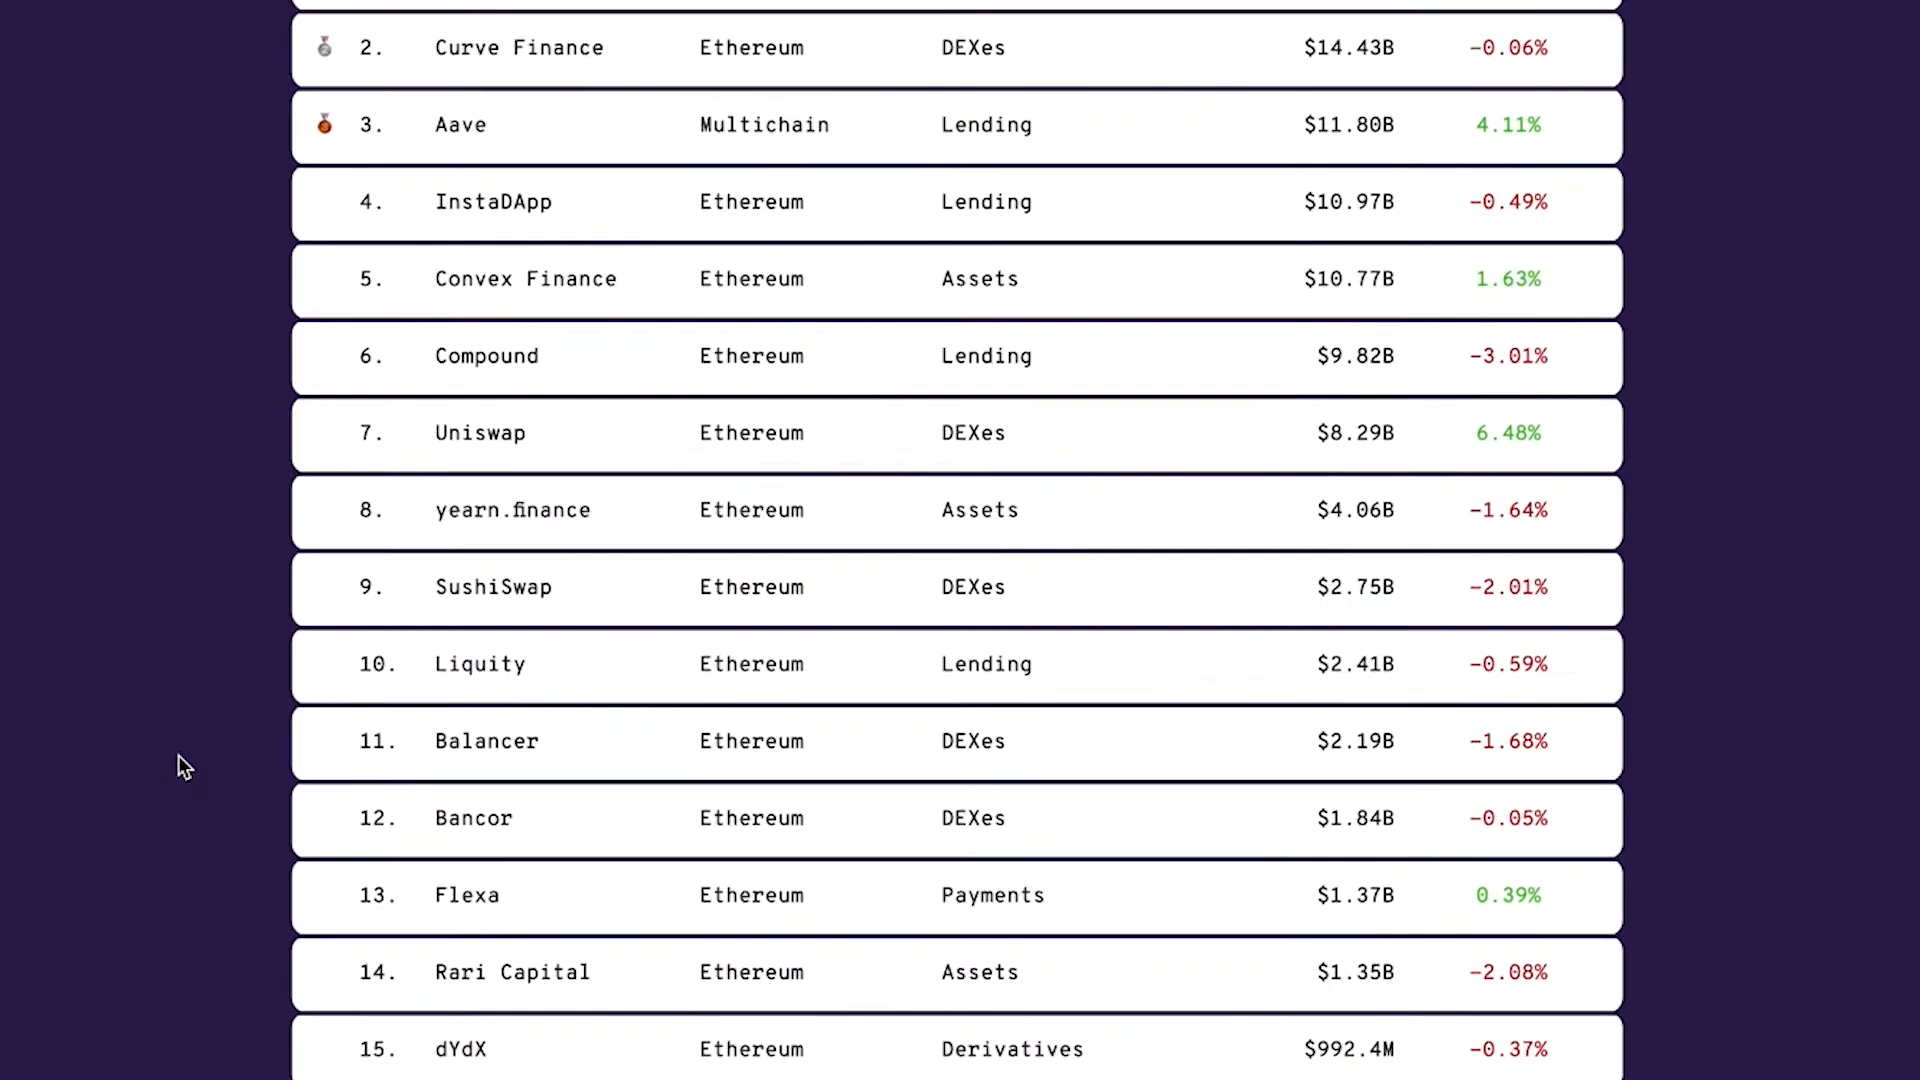 2. Curve Finance Ethereum DEXes $14.43B -0.06%
3. Aave Multichain Lending $11.80B 4.11%
4. InstaDApp Ethereum Lending $10.97B -0.49%
5. Convex Finance Ethereum Assets $10.77B 1.63%
6. Compound Ethereum Lending $9.82B -3.01%
7. Uniswap Ethereum DEXes $8.29B 6.48%
8. yearn.finance Ethereum Assets $4.06B -1.64%
9. SushiSwap Ethereum DEXes $2.75B -2.01%
10. Liquity Ethereum Lending $2.41B -0.59%
11. Balancer Ethereum DEXes $2.19B -1.68%
12. Bancor Ethereum DEXes $1.84B -0.05%
13. Flexa Ethereum Payments $1.37B 0.39%
14. Rari Capital Ethereum Assets $1.35B -2.08%
15. dYdX Ethereum Derivatives $992.4M -0.37%